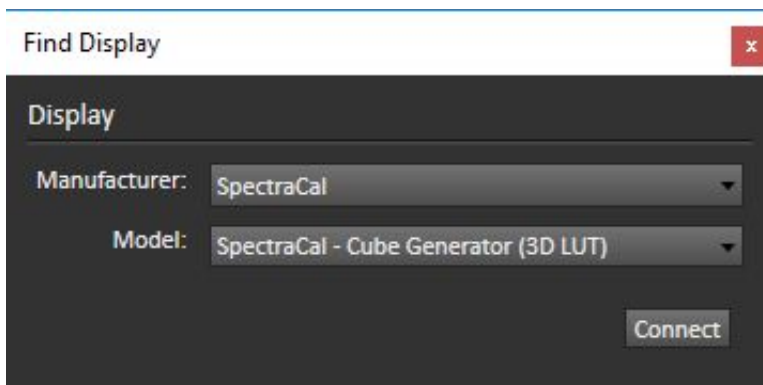 Find Display
x
Display
Manufacturer: SpectraCal
Model: SpectraCal - Cube Generator (3D LUT)
Connect